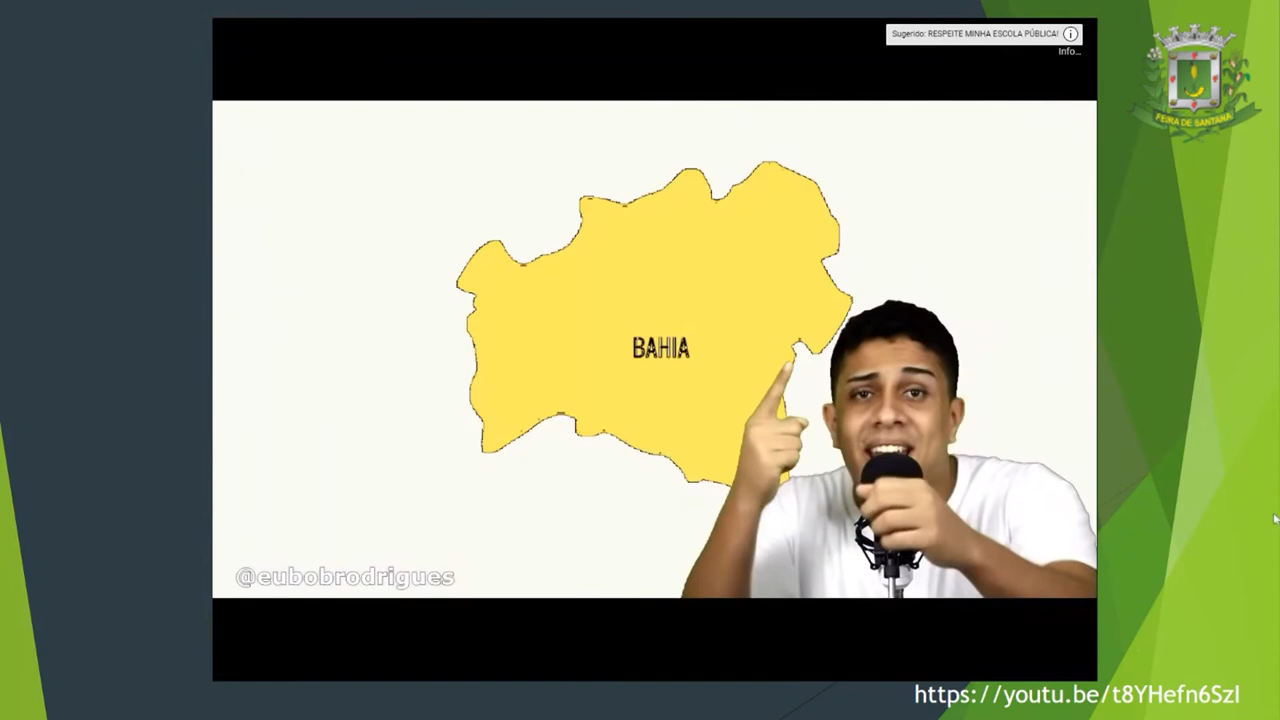 Sugerido: RESPEITE MINHA ESCOLA PÚBLICA!
Info...
FEIRA DE SANTANA
BAHIA
@eubobrodrigues
https://youtu.be/t8YHefn6SzI